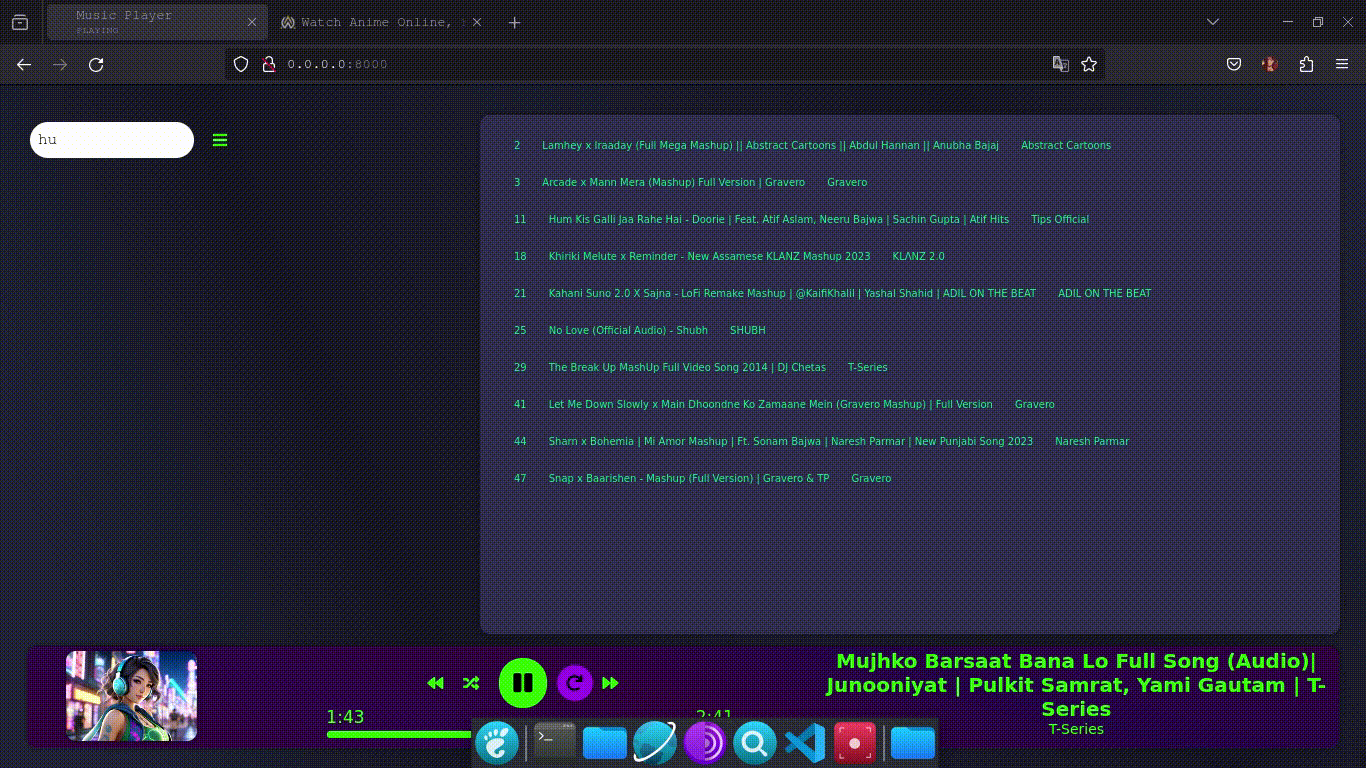 Music Player
PLAYING
Watch Anime Online,
0.0.0.0:8000
hu
2 Lamhey x Iraaday (Full Mega Mashup) || Abstract Cartoons || Abdul Hannan || Anubha Bajaj Abstract Cartoons
3 Arcade x Mann Mera (Mashup) Full Version | Gravero Gravero
11 Hum Kis Galli Jaa Rahe Hai - Doorie | Feat. Atif Aslam, Neeru Bajwa | Sachin Gupta | Atif Hits Tips Official
18 Khiriki Melute x Reminder - New Assamese KLANZ Mashup 2023 KLΛNZ 2.0
21 Kahani Suno 2.0 X Sajna - LoFi Remake Mashup | @KaifiKhalil | Yashal Shahid | ADIL ON THE BEAT ADIL ON THE BEAT
25 No Love (Official Audio) - Shubh SHUBH
29 The Break Up MashUp Full Video Song 2014 | DJ Chetas T-Series
41 Let Me Down Slowly x Main Dhoondne Ko Zamaane Mein (Gravero Mashup) | Full Version Gravero
44 Sharn x Bohemia | Mi Amor Mashup | Ft. Sonam Bajwa | Naresh Parmar | New Punjabi Song 2023 Naresh Parmar
47 Snap x Baarishen - Mashup (Full Version) | Gravero & TP Gravero
Mujhko Barsaat Bana Lo Full Song (Audio)|
Junooniyat | Pulkit Samrat, Yami Gautam | T-
Series
T-Series
1:43
2:41